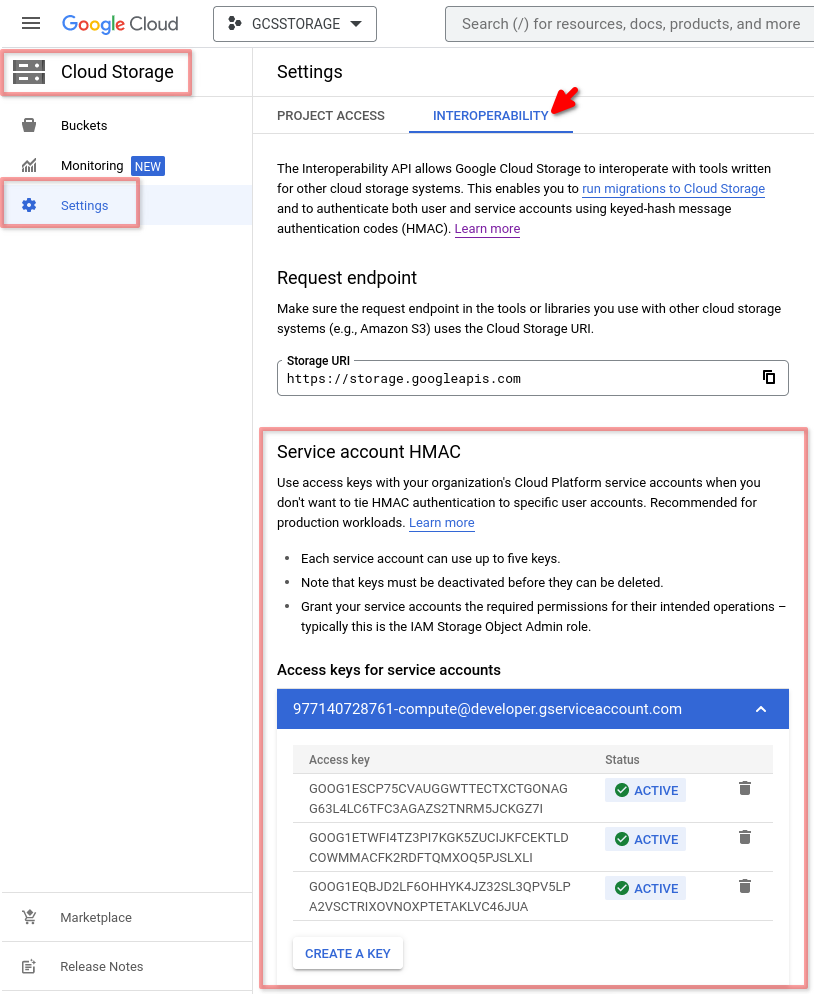 Google Cloud
GCSSTORAGE
Search (/) for resources, docs, products, and more
Cloud Storage
Buckets
Monitoring NEW
Settings
Marketplace
Release Notes
Settings
PROJECT ACCESS
INTEROPERABILITY
The Interoperability API allows Google Cloud Storage to interoperate with tools written
for other cloud storage systems. This enables you to run migrations to Cloud Storage
and to authenticate both user and service accounts using keyed-hash message
authentication codes (HMAC). Learn more
Request endpoint
Make sure the request endpoint in the tools or libraries you use with other cloud storage
systems (e.g., Amazon S3) uses the Cloud Storage URI.
Storage URI
https://storage.googleapis.com
Service account HMAC
Use access keys with your organization's Cloud Platform service accounts when you
don't want to tie HMAC authentication to specific user accounts. Recommended for
production workloads. Learn more
• Each service account can use up to five keys.
• Note that keys must be deactivated before they can be deleted.
• Grant your service accounts the required permissions for their intended operations –
typically this is the IAM Storage Object Admin role.
Access keys for service accounts
977140728761-compute@developer.gserviceaccount.com
Access key Status
GOOG1ESCP75CVAUGGWTTECTXCTGONAG ACTIVE
G63L4LC6TFC3AGAZS2TNRM5JCKGZ7I
GOOG1ETWFI4TZ3PI7KGK5ZUCIJKFCEKTLD ACTIVE
COWMMACFK2RDFTQMXOQ5PJSLXLI
GOOG1EQBJD2LF6OHHYK4JZ32SL3QPV5LP ACTIVE
A2VSCTRIXOVNOXPTETAKLVC46JUA
CREATE A KEY